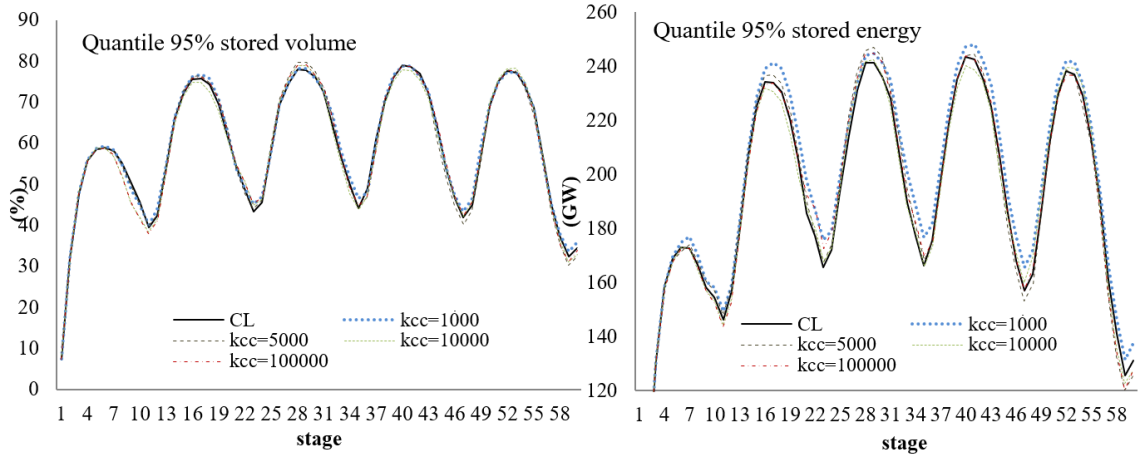 Quantile 95% stored volume
90
80
70
60
50
40
30
20
10
0
(%)
CL
kcc=1000
kcc=5000
kcc=10000
kcc=100000
1 4 7 10 13 16 19 22 25 28 31 34 37 40 43 46 49 52 55 58
stage
Quantile 95% stored energy
260
240
220
200
180
160
140
120
(GW)
CL
kcc=1000
kcc=5000
kcc=10000
kcc=100000
1 4 7 10 13 16 19 22 25 28 31 34 37 40 43 46 49 52 55 58
stage